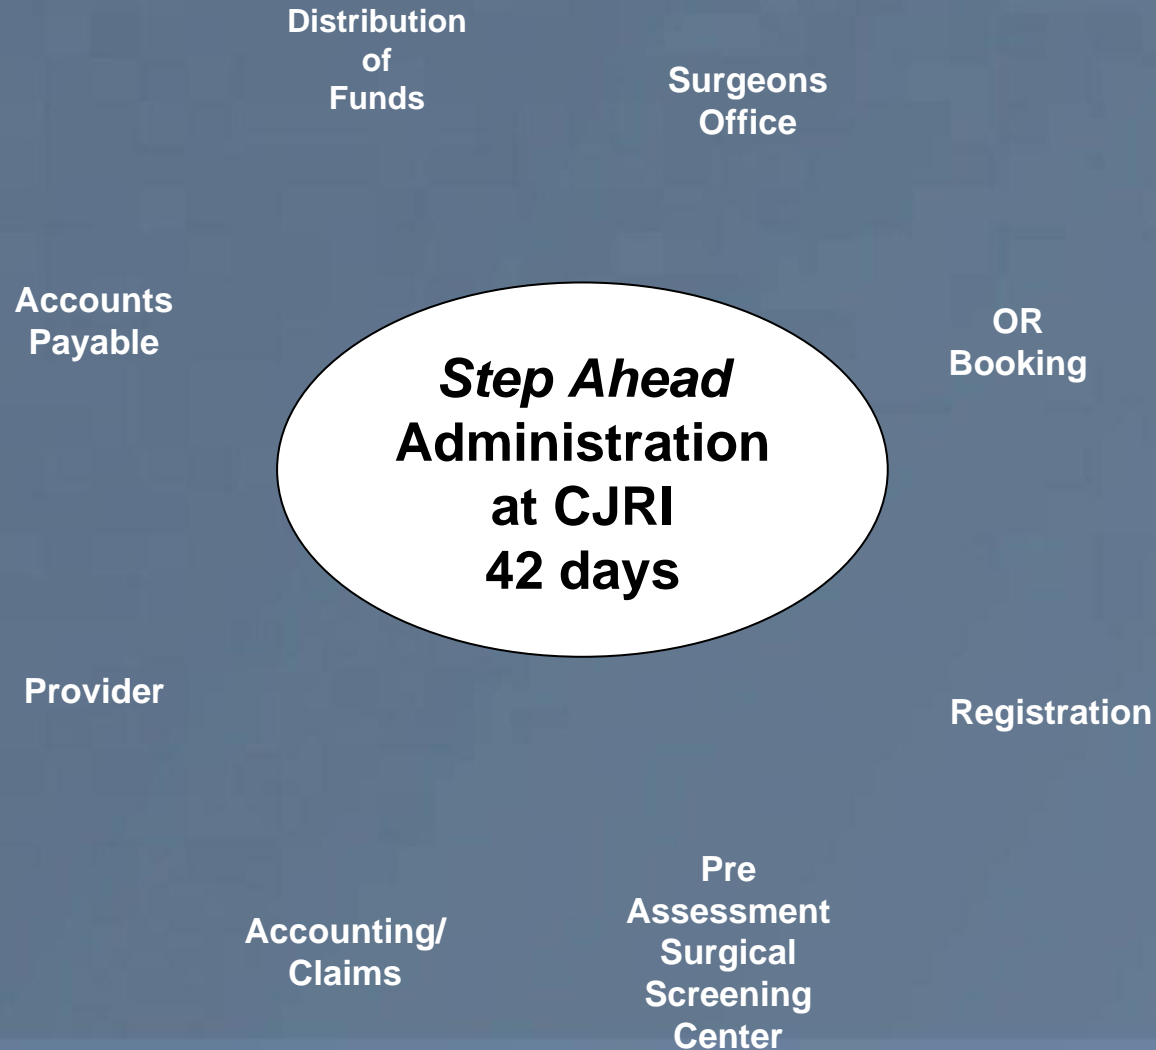 Distribution
of
Funds
Surgeons
Office
Accounts
Payable
OR
Booking
Step Ahead
Administration
at CJRI
42 days
Provider
Registration
Accounting/
Claims
Pre
Assessment
Surgical
Screening
Center